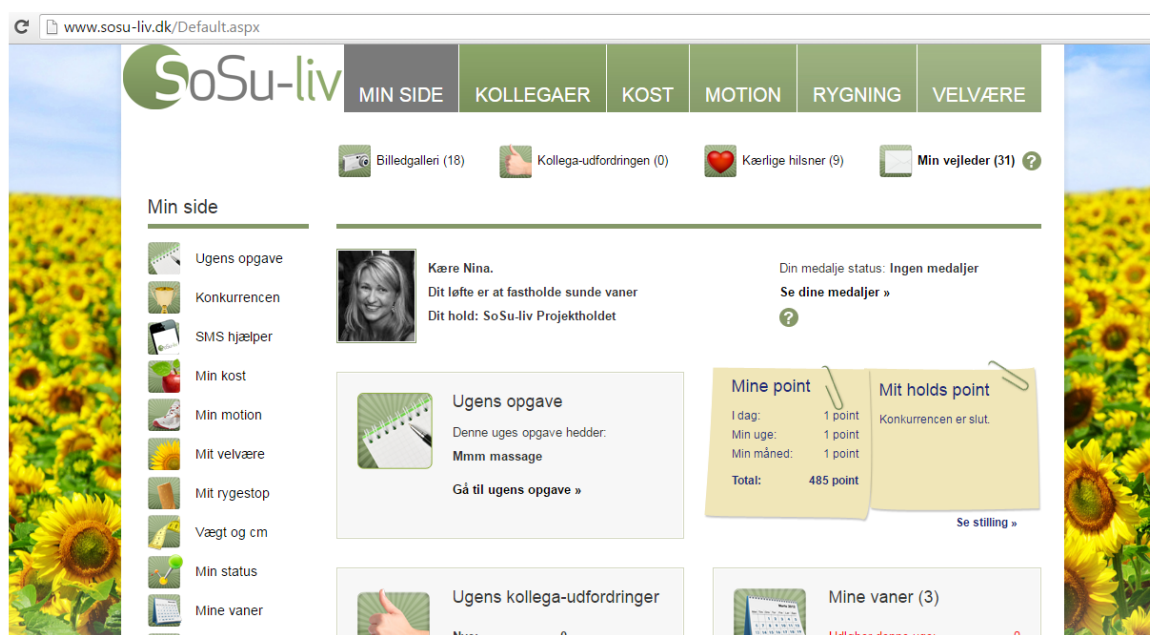 www.sosu-liv.dk/Default.aspx
SoSu-liv
MIN SIDE
KOLLEGAER
KOST
MOTION
RYGNING
VELVÆRE
Billedgalleri (18)
Kollega-udfordringen (0)
Kærlige hilsner (9)
Min vejleder (31) ?
Min side
Ugens opgave
Konkurrencen
SMS hjælper
Min kost
Min motion
Mit velvære
Mit rygestop
Vægt og cm
Min status
Mine vaner
Kære Nina.
Dit løfte er at fastholde sunde vaner
Dit hold: SoSu-liv Projektholdet
Din medalje status: Ingen medaljer
Se dine medaljer »
?
Ugens opgave
Denne uges opgave hedder:
Mmm massage
Gå til ugens opgave »
Mine point
I dag: 1 point
Min uge: 1 point
Min måned: 1 point
Total: 485 point
Mit holds point
Konkurrencen er slut.
Se stilling »
Ugens kollega-udfordringer
Mine vaner (3)